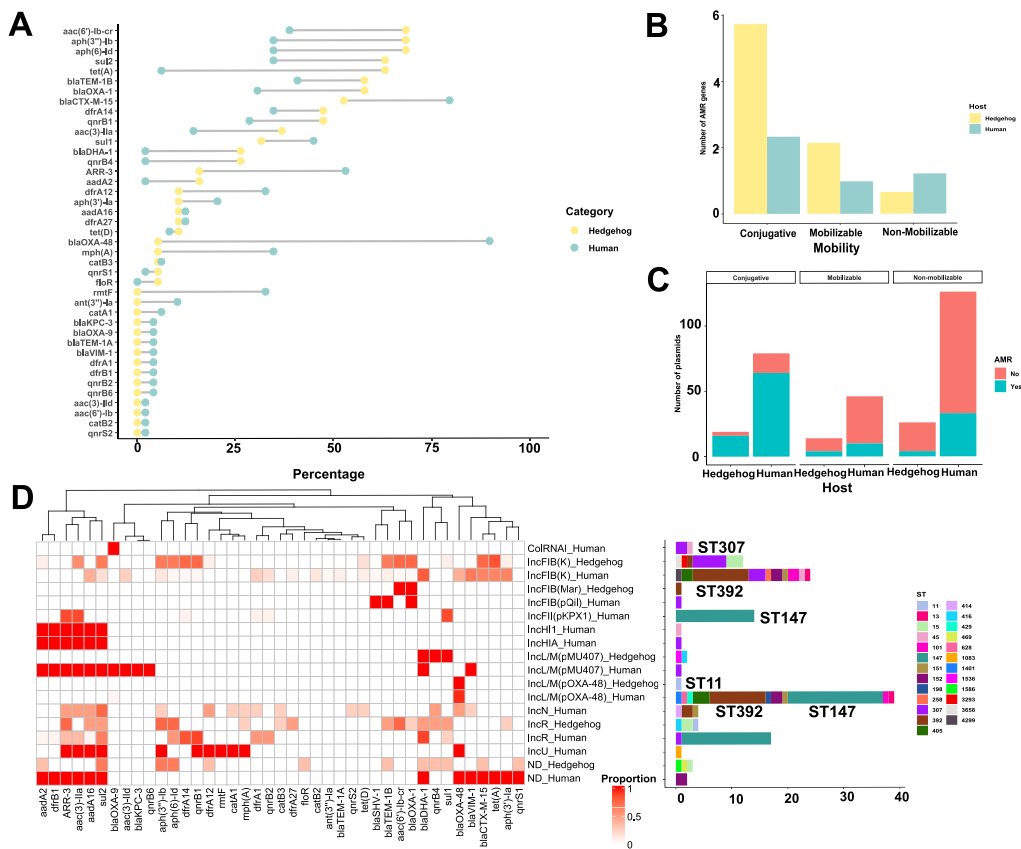 A
aac(6')-Ib-cr
aph(3'')-Ib
aph(6)-Id
sul2
tet(A)
blaTEM-1B
blaOXA-1
blaCTX-M-15
dfrA14
qnrB1
aac(3)-IIa
sul1
blaDHA-1
qnrB4
ARR-3
aadA2
dfrA12
aph(3')-Ia
aadA16
dfrA27
tet(D)
blaOXA-48
mph(A)
catB3
qnrS1
floR
rmtF
ant(3'')-Ia
catA1
blaKPC-3
blaOXA-9
blaTEM-1A
blaVIM-1
dfrA1
dfrB1
qnrB2
qnrB6
aac(3)-IId
aac(6')-Ib
catB2
qnrS2
0 25 50 75 100
Percentage
Category
Hedgehog
Human
B
Number of AMR genes
6
4
2
0
Conjugative Mobilizable Non-Mobilizable
Mobility
Host
Hedgehog
Human
C
Conjugative Mobilizable Non-mobilizable
Number of plasmids
100
50
0
Hedgehog Human Hedgehog Human Hedgehog Human
Host
AMR
No
Yes
D
ColRNAI_Human
IncFIB(K)_Hedgehog
IncFIB(K)_Human
IncFIB(Mar)_Hedgehog
IncFIB(pQil)_Human
IncFII(pKPX1)_Human
IncHI1_Human
IncHIA_Human
IncL/M(pMU407)_Hedgehog
IncL/M(pMU407)_Human
IncL/M(pOXA-48)_Hedgehog
IncL/M(pOXA-48)_Human
IncN_Human
IncR_Hedgehog
IncR_Human
IncU_Human
ND_Hedgehog
ND_Human
aadA2
dfrB1
ARR-3
aac(3)-IIa
aadA16
sul2
blaOXA-9
aac(3)-IId
blaKPC-3
qnrB6
aph(3'')-Ib
aph(6)-Id
dfrA14
qnrB1
dfrA12
rmtF
catA1
mph(A)
dfrA1
qnrB2
catB3
dfrA27
floR
catB2
ant(3'')-Ia
blaTEM-1A
qnrS2
tet(D)
blaSHV-1
blaTEM-1B
aac(6')-Ib-cr
blaOXA-1
blaDHA-1
qnrB4
sul1
blaOXA-48
blaVIM-1
blaCTX-M-15
tet(A)
aph(3')-Ia
qnrS1
Proportion
1
0.5
0
ST307
ST392
ST147
ST11
ST392 ST147
0 10 20 30 40
ST
11 414
13 416
15 429
45 469
101 628
147 1083
151 1401
152 1536
198 1586
258 3293
307 3658
392 4299
405